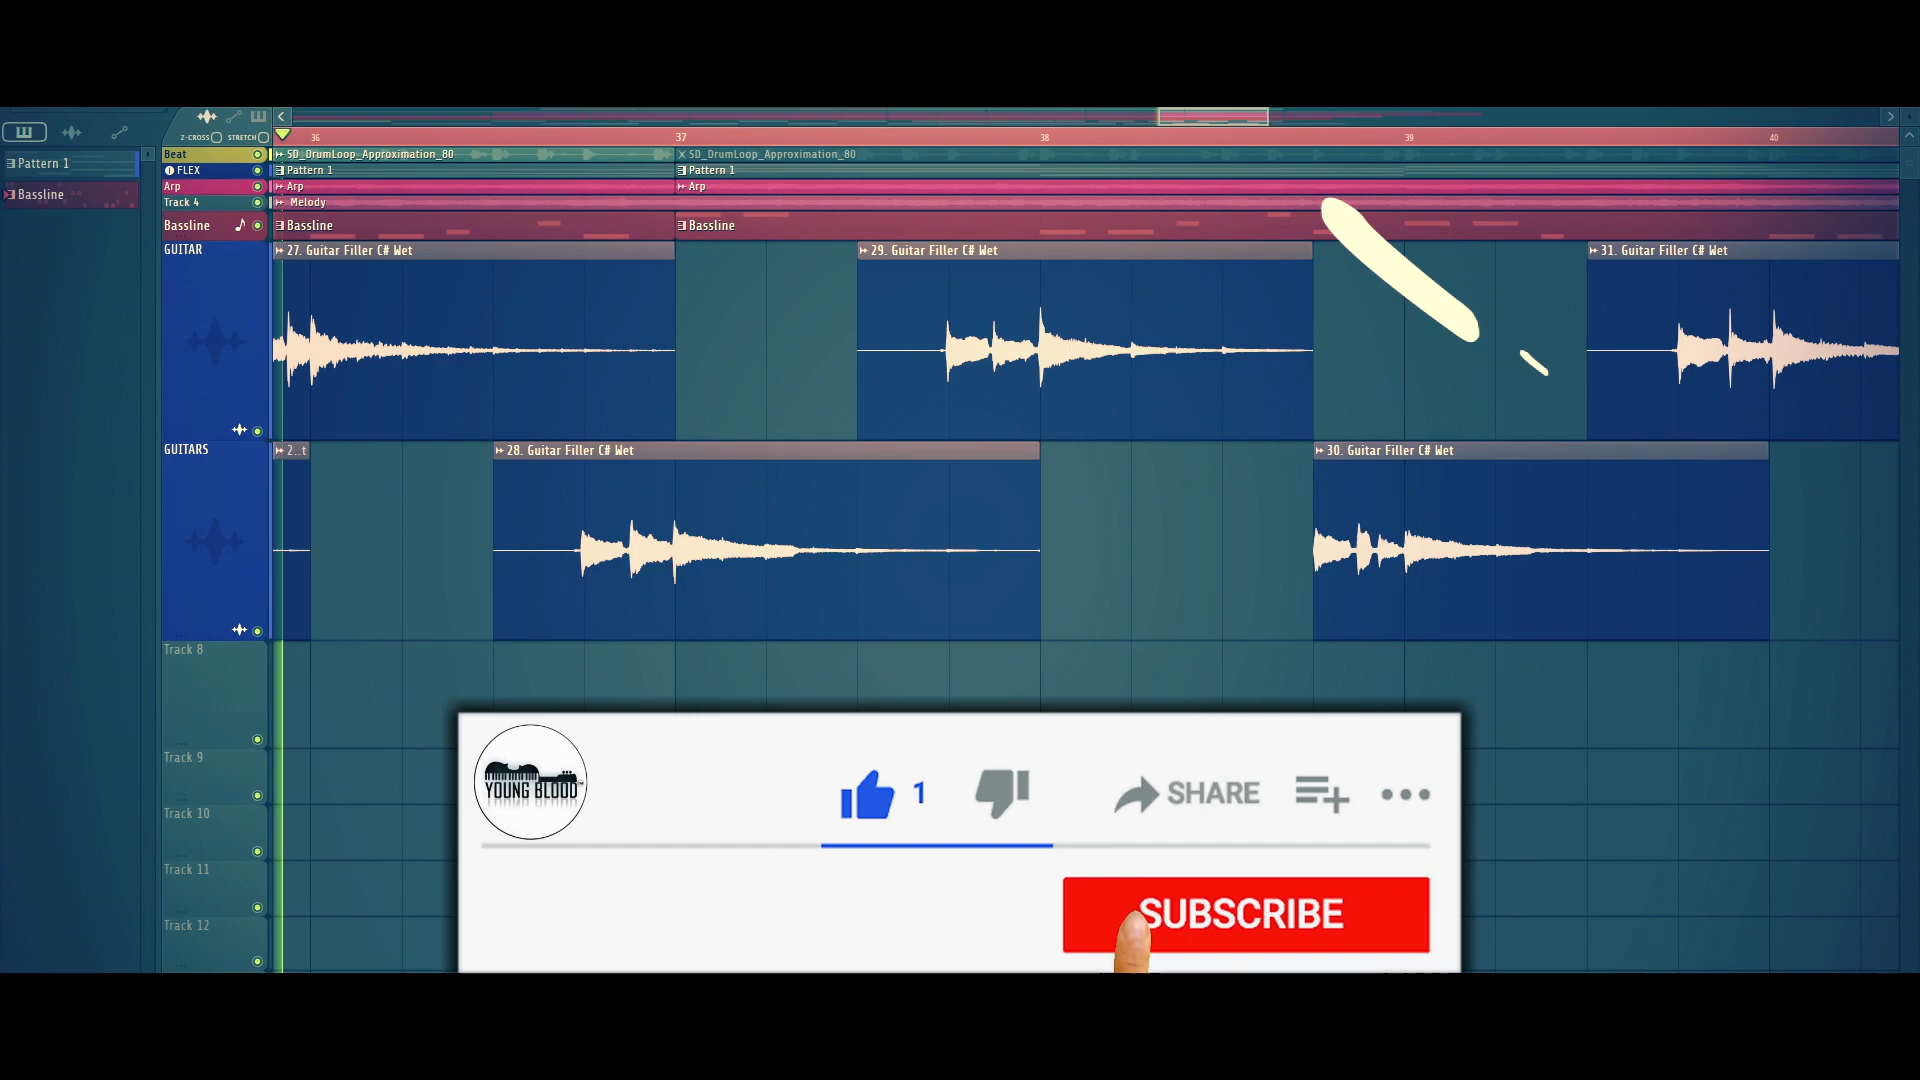 Z-CROSS STRETCH
36 37 38 39 40
Pattern 1
Bassline
Beat SD_DrumLoop_Approximation_80 SD_DrumLoop_Approximation_80
FLEX Pattern 1 Pattern 1
Arp Arp Arp
Track 4 Melody
Bassline Bassline Bassline
GUITAR 27. Guitar Filler C# Wet 29. Guitar Filler C# Wet 31. Guitar Filler C# Wet
GUITARS 2..t 28. Guitar Filler C# Wet 30. Guitar Filler C# Wet
Track 8
Track 9
Track 10
Track 11
Track 12
YOUNG BLOOD
1 SHARE
SUBSCRIBE